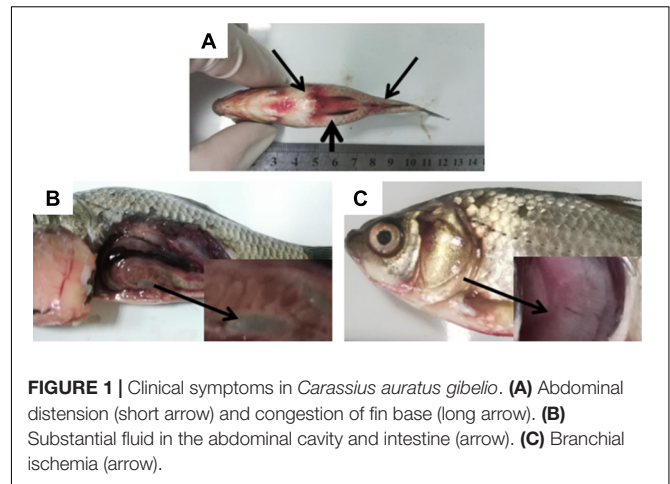 A
3 4 5 6 7 8 9 10 11 12 13 14
B
C
FIGURE 1 | Clinical symptoms in Carassius auratus gibelio. (A) Abdominal
distension (short arrow) and congestion of fin base (long arrow). (B)
Substantial fluid in the abdominal cavity and intestine (arrow). (C) Branchial
ischemia (arrow).